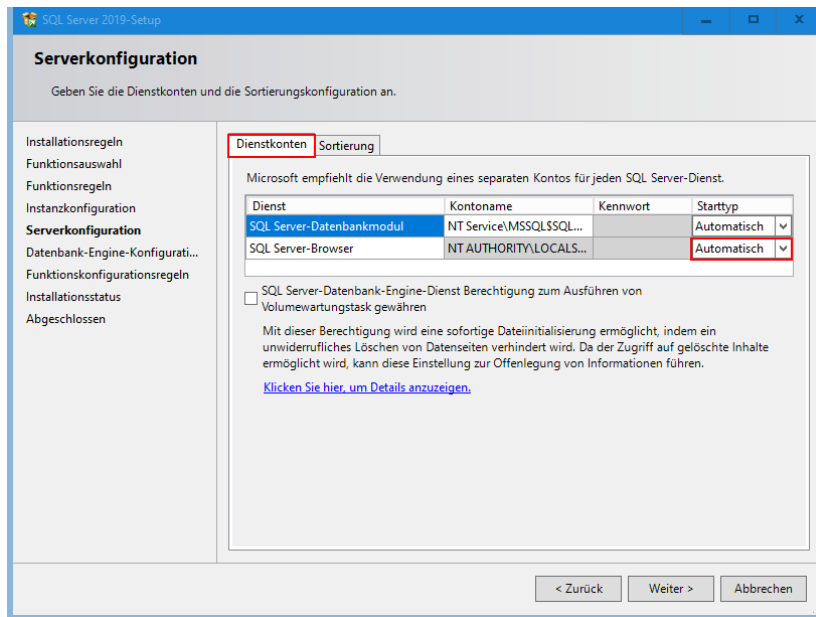 SQL Server 2019-Setup
Serverkonfiguration
Geben Sie die Dienstkonten und die Sortierungskonfiguration an.
Installationsregeln
Funktionsauswahl
Funktionsregeln
Instanzkonfiguration
Serverkonfiguration
Datenbank-Engine-Konfigurati...
Funktionskonfigurationsregeln
Installationsstatus
Abgeschlossen
Dienstkonten Sortierung
Microsoft empfiehlt die Verwendung eines separaten Kontos für jeden SQL Server-Dienst.
Dienst Kontoname Kennwort Starttyp
SQL Server-Datenbankmodul NT Service\MSSQL$SQL... Automatisch
SQL Server-Browser NT AUTHORITY\LOCALS... Automatisch
SQL Server-Datenbank-Engine-Dienst Berechtigung zum Ausführen von
Volumewartungstask gewähren
Mit dieser Berechtigung wird eine sofortige Dateiinitialisierung ermöglicht, indem ein
unwiderrufliches Löschen von Datenseiten verhindert wird. Da der Zugriff auf gelöschte Inhalte
ermöglicht wird, kann diese Einstellung zur Offenlegung von Informationen führen.
Klicken Sie hier, um Details anzuzeigen.
< Zurück Weiter > Abbrechen